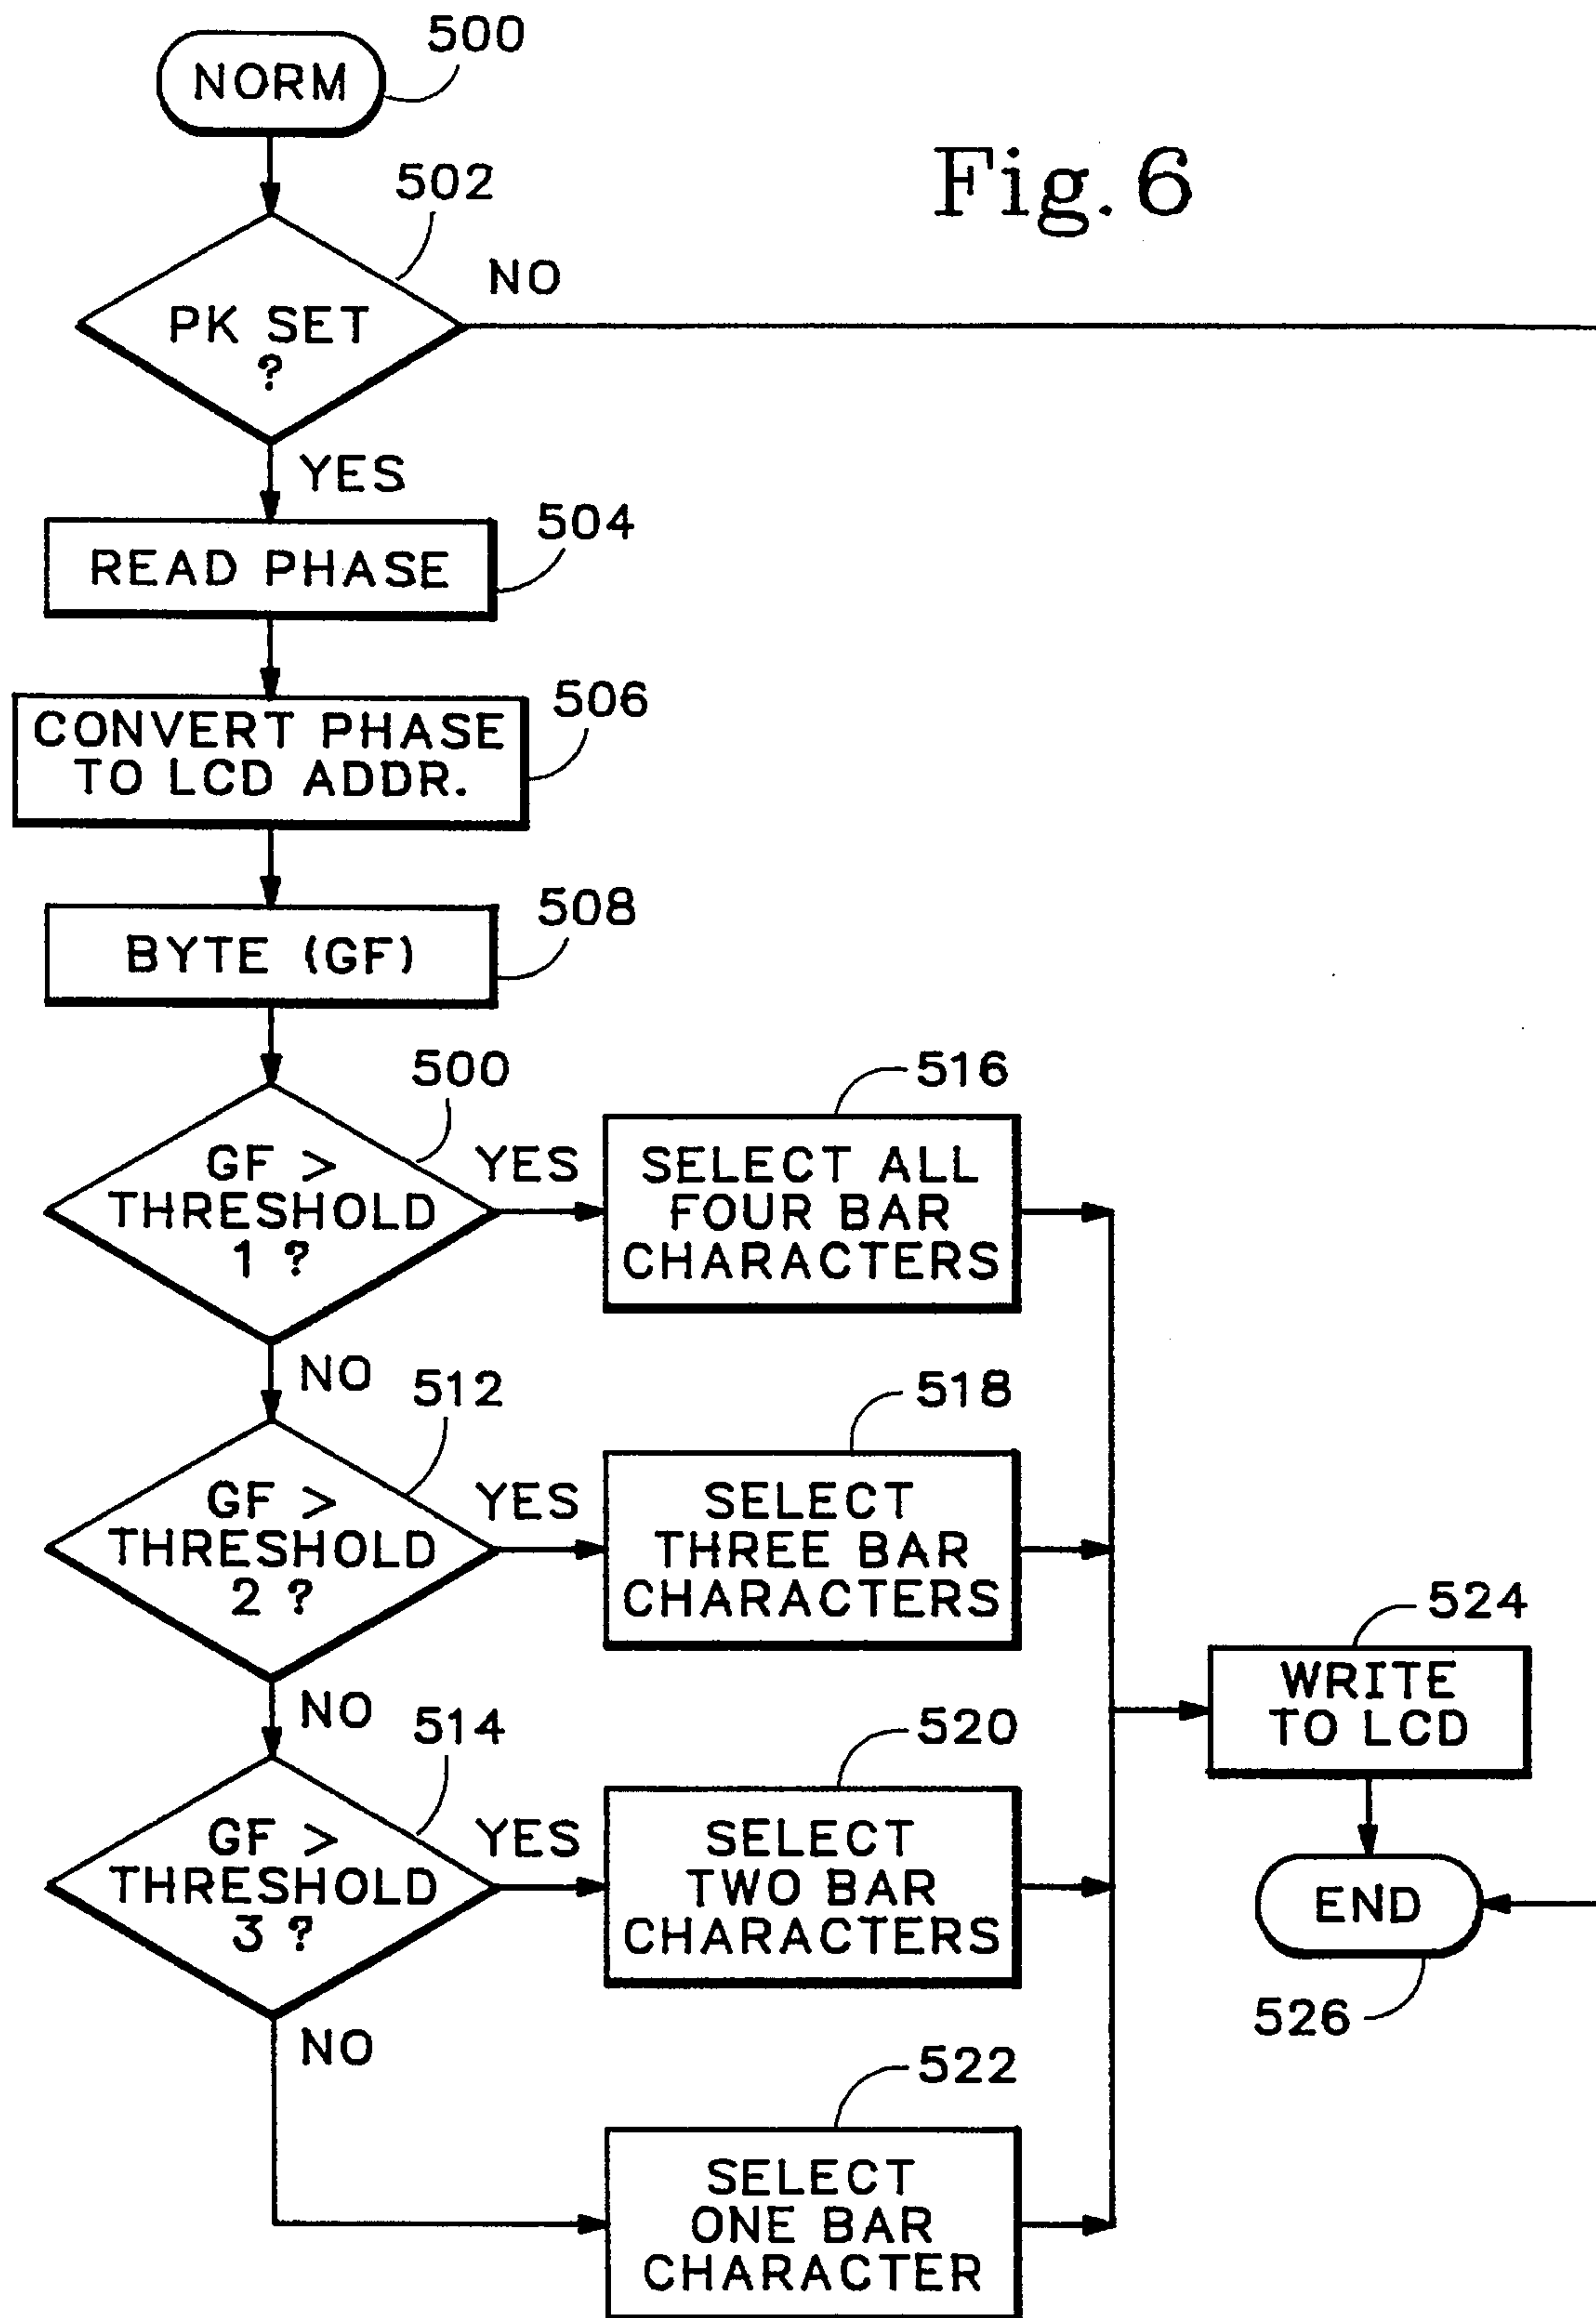 500
NORM
Fig. 6
502
NO
PK SET
?
YES
504
READ PHASE
506
CONVERT PHASE
TO LCD ADDR.
508
BYTE (GF)
500
516
GF >
THRESHOLD
1 ?
YES
SELECT ALL
FOUR BAR
CHARACTERS
NO
512
518
GF >
THRESHOLD
2 ?
YES
SELECT
THREE BAR
CHARACTERS
524
WRITE
TO LCD
NO
514
520
GF >
THRESHOLD
3 ?
YES
SELECT
TWO BAR
CHARACTERS
END
526
NO
522
SELECT
ONE BAR
CHARACTER